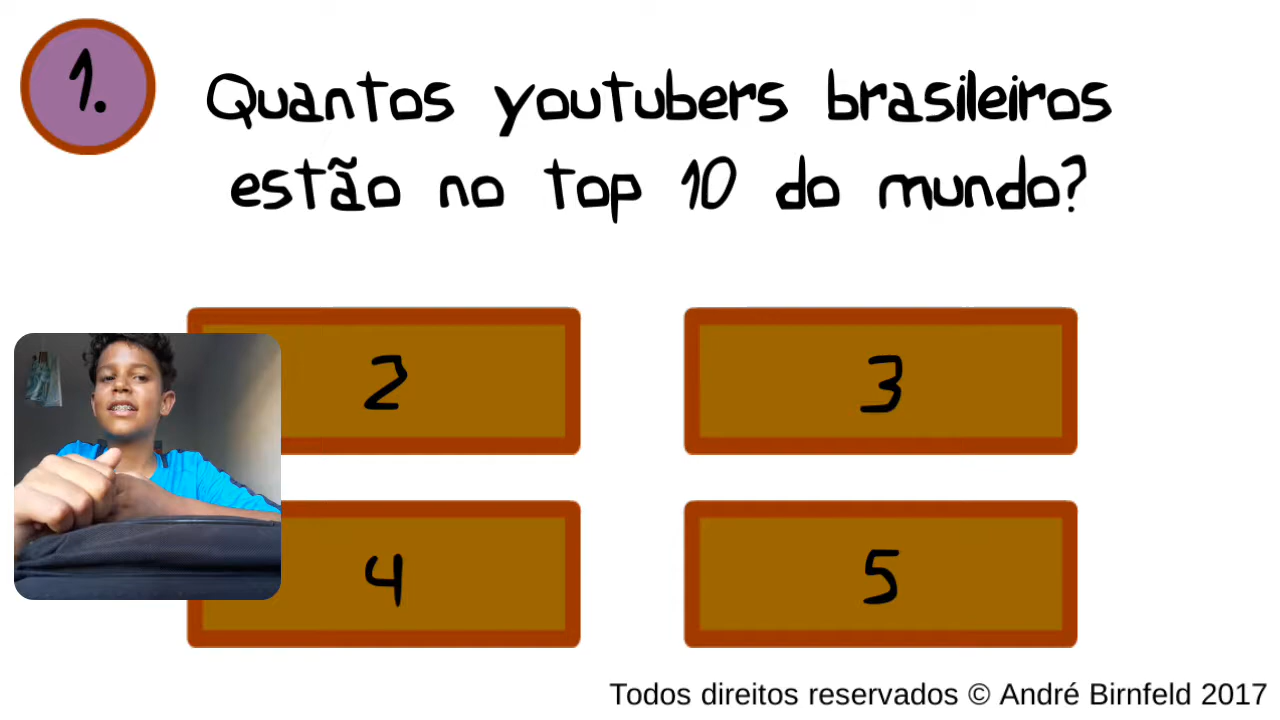 1.
Quantos youtubers brasileiros
estão no top 10 do mundo?
2
3
4
5
Todos direitos reservados © André Birnfeld 2017